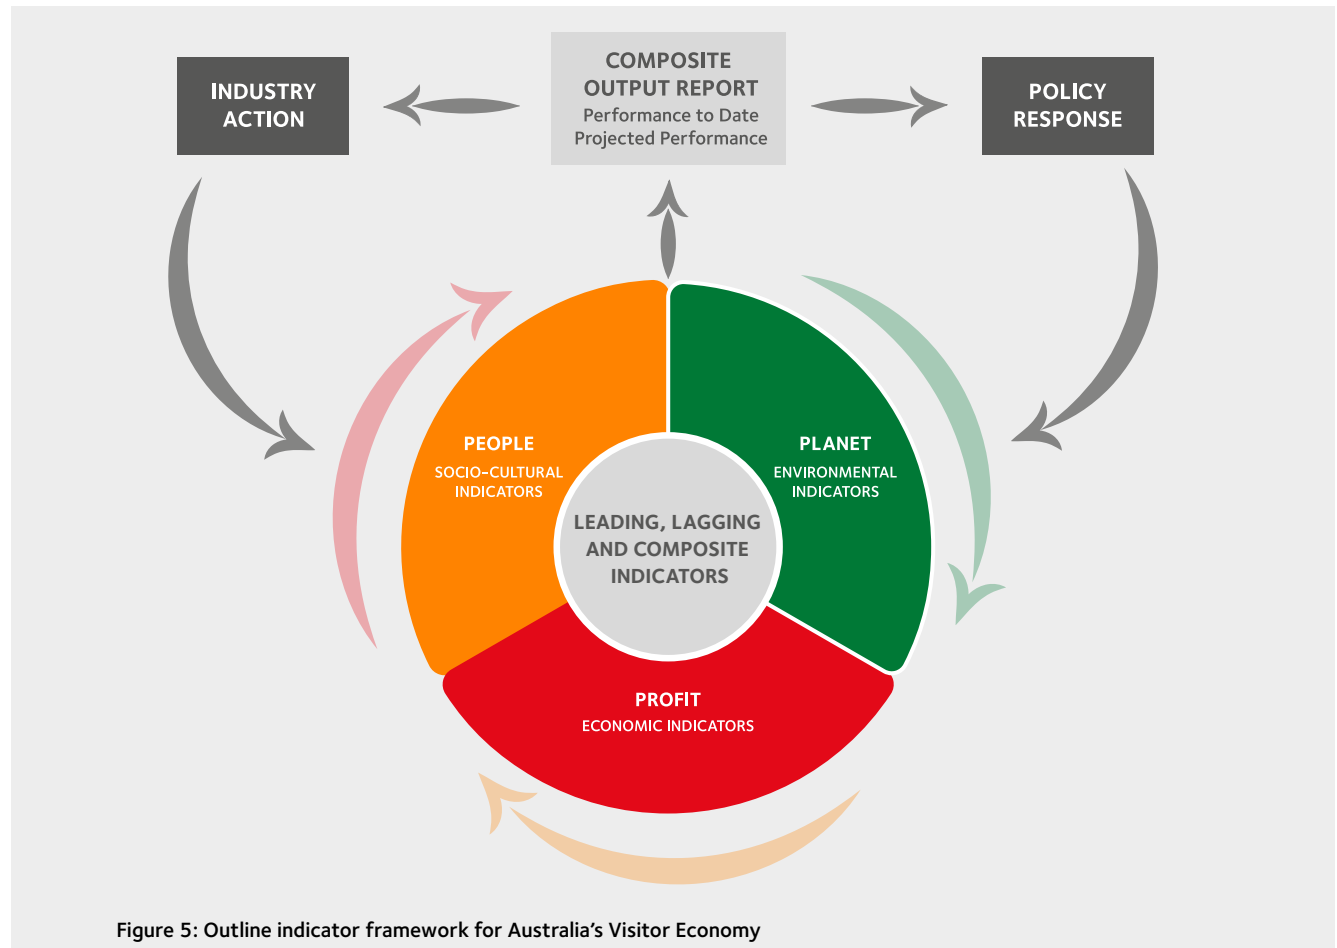 INDUSTRY
ACTION
COMPOSITE
OUTPUT REPORT
Performance to Date
Projected Performance
POLICY
RESPONSE
PEOPLE
SOCIO-CULTURAL
INDICATORS
PLANET
ENVIRONMENTAL
INDICATORS
LEADING, LAGGING
AND COMPOSITE
INDICATORS
PROFIT
ECONOMIC INDICATORS
Figure 5: Outline indicator framework for Australia’s Visitor Economy